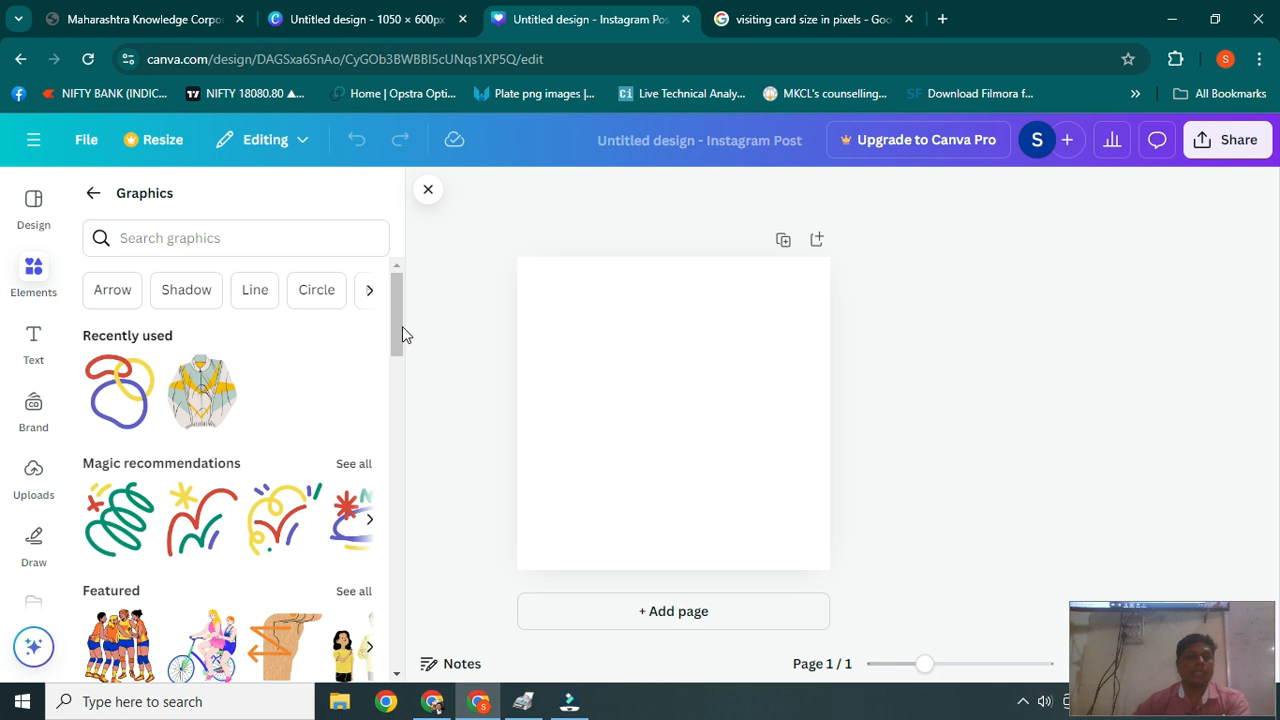 Maharashtra Knowledge Corpo
Untitled design - 1050 × 600px
Untitled design - Instagram Pos
visiting card size in pixels - Goo
canva.com/design/DAGSxa6SnAo/CyGOb3BWBBI5cUNqs1XP5Q/edit
S
NIFTY BANK (INDIC...
NIFTY 18080.80 ▲...
Home | Opstra Opti...
Plate png images |...
Live Technical Analy...
MKCL's counselling...
Download Filmora f...
All Bookmarks
File
Resize
Editing
Untitled design - Instagram Post
Upgrade to Canva Pro
S
Share
Design
Elements
Text
Brand
Uploads
Draw
Graphics
Search graphics
Arrow
Shadow
Line
Circle
Recently used
Magic recommendations
See all
Featured
See all
+ Add page
Notes
Page 1 / 1
Type here to search